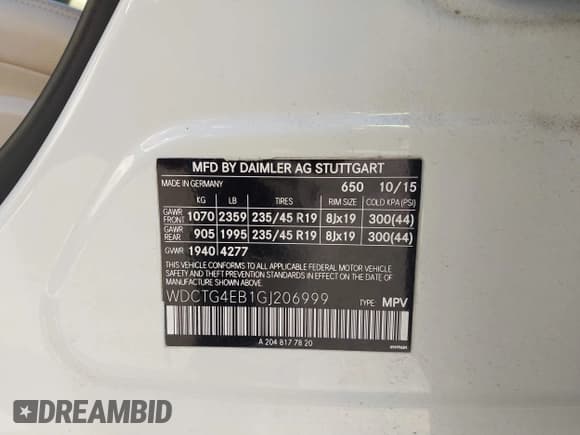 MFD BY DAIMLER AG STUTTGART
MADE IN GERMANY 650 10/15
KG LB TIRES RIM SIZE COLD KPA(PSI)
GAWR FRONT 1070 2359 235/45 R19 8Jx19 300(44)
GAWR REAR 905 1995 235/45 R19 8Jx19 300(44)
GVWR 1940 4277
THIS VEHICLE CONFORMS TO ALL APPLICABLE FEDERAL MOTOR VEHICLE
SAFETY AND THEFT PREVENTION STANDARDS IN EFFECT ON THE DATE
OF MANUFACTURE SHOWN ABOVE.
WDCTG4EB1GJ206999 TYPE: MPV
A 204 817 78 20
DREAMBID